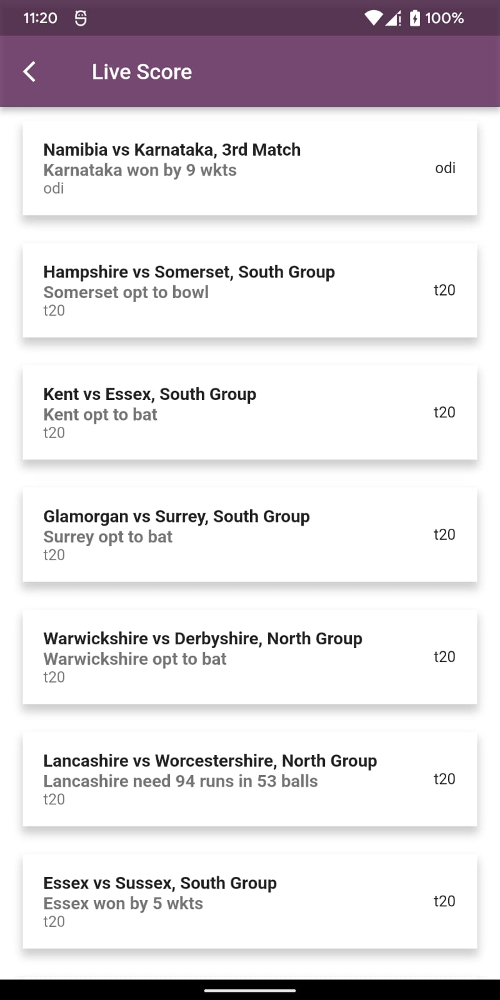 11:20 100%
Live Score
Namibia vs Karnataka, 3rd Match
Karnataka won by 9 wkts
odi
odi
Hampshire vs Somerset, South Group
Somerset opt to bowl
t20
t20
Kent vs Essex, South Group
Kent opt to bat
t20
t20
Glamorgan vs Surrey, South Group
Surrey opt to bat
t20
t20
Warwickshire vs Derbyshire, North Group
Warwickshire opt to bat
t20
t20
Lancashire vs Worcestershire, North Group
Lancashire need 94 runs in 53 balls
t20
t20
Essex vs Sussex, South Group
Essex won by 5 wkts
t20
t20